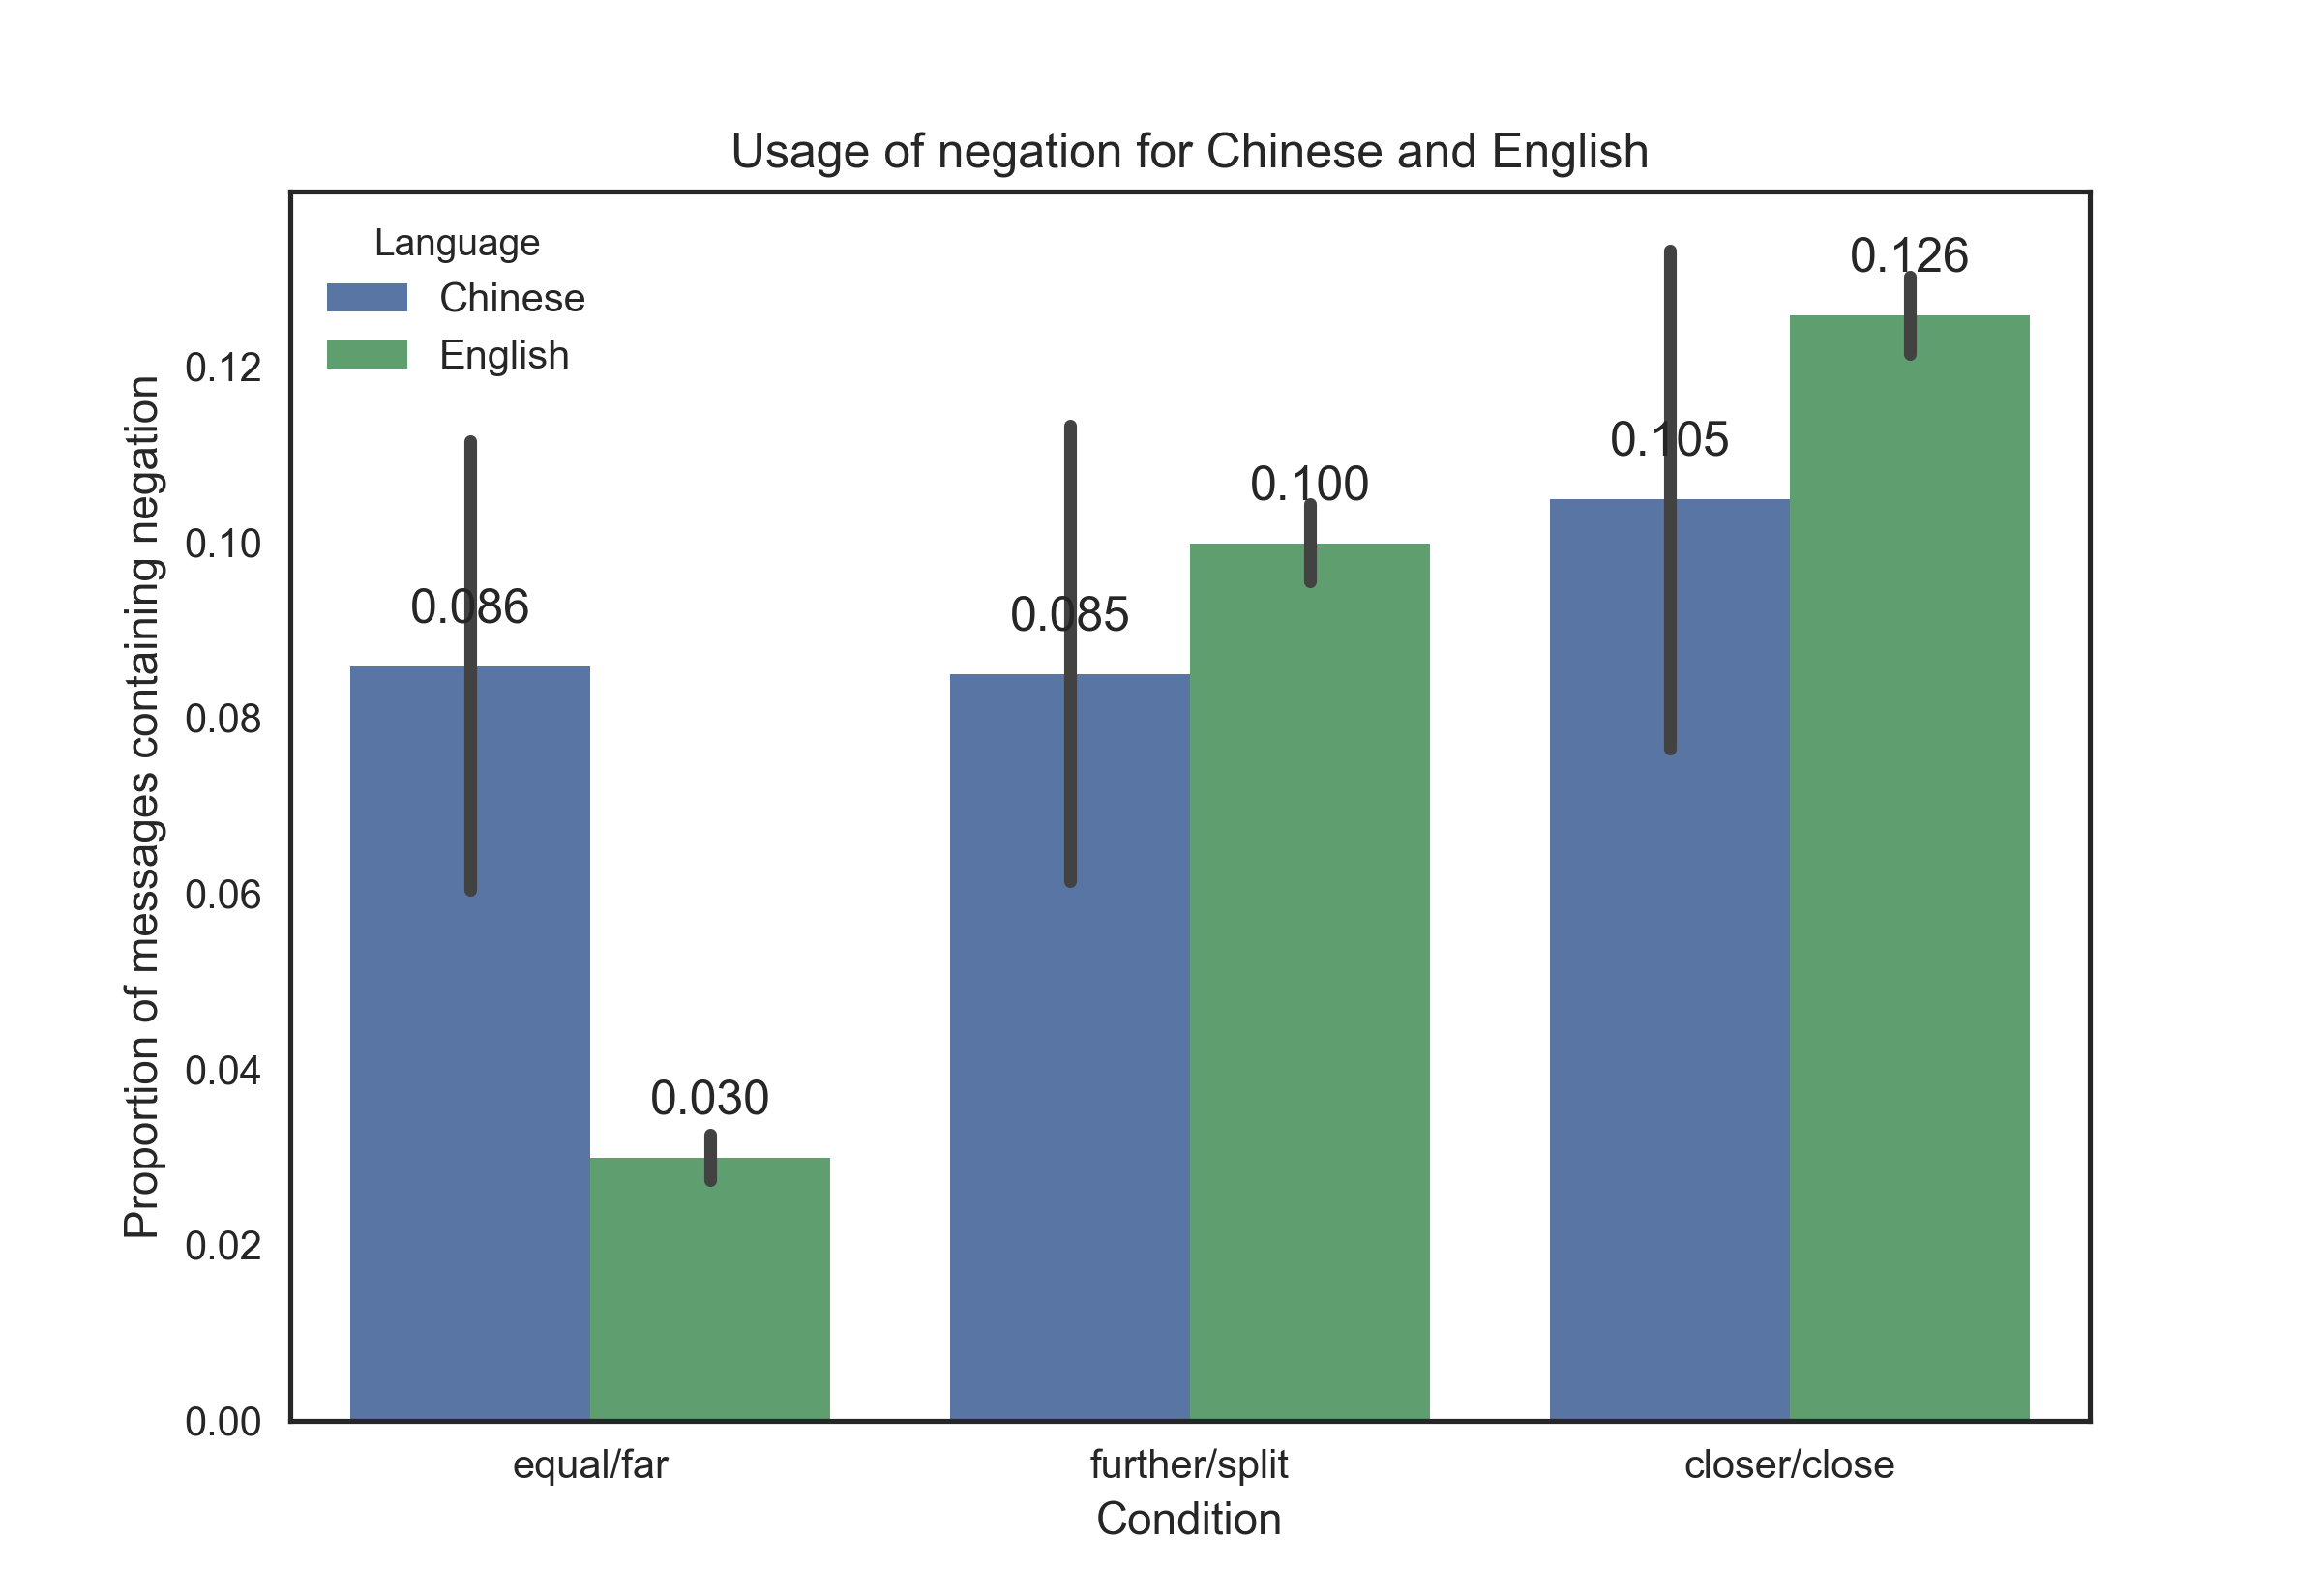 Usage of negation for Chinese and English
Language
Chinese
English
0.12
0.10
0.08
0.06
0.04
0.02
0.00
Proportion of messages containing negation
0.086
0.030
0.085
0.100
0.105
0.126
equal/far
further/split
closer/close
Condition